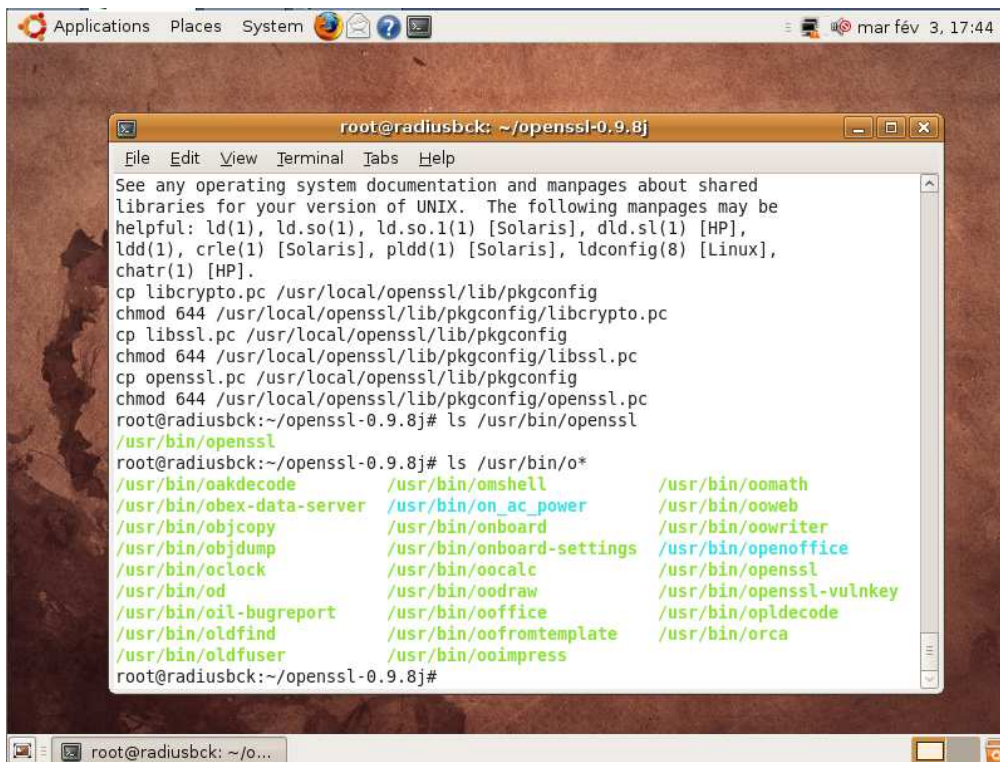 Applications Places System mar fév 3, 17:44
root@radiusbck: ~/openssl-0.9.8j
File Edit View Terminal Tabs Help
See any operating system documentation and manpages about shared
libraries for your version of UNIX.  The following manpages may be
helpful: ld(1), ld.so(1), ld.so.1(1) [Solaris], dld.sl(1) [HP],
ldd(1), crle(1) [Solaris], pldd(1) [Solaris], ldconfig(8) [Linux],
chatr(1) [HP].
cp libcrypto.pc /usr/local/openssl/lib/pkgconfig
chmod 644 /usr/local/openssl/lib/pkgconfig/libcrypto.pc
cp libssl.pc /usr/local/openssl/lib/pkgconfig
chmod 644 /usr/local/openssl/lib/pkgconfig/libssl.pc
cp openssl.pc /usr/local/openssl/lib/pkgconfig
chmod 644 /usr/local/openssl/lib/pkgconfig/openssl.pc
root@radiusbck:~/openssl-0.9.8j# ls /usr/bin/openssl
/usr/bin/openssl
root@radiusbck:~/openssl-0.9.8j# ls /usr/bin/o*
/usr/bin/oakdecode /usr/bin/omshell /usr/bin/oomath
/usr/bin/obex-data-server /usr/bin/on_ac_power /usr/bin/ooweb
/usr/bin/objcopy /usr/bin/onboard /usr/bin/oowriter
/usr/bin/objdump /usr/bin/onboard-settings /usr/bin/openoffice
/usr/bin/oclock /usr/bin/oocalc /usr/bin/openssl
/usr/bin/od /usr/bin/oodraw /usr/bin/openssl-vulnkey
/usr/bin/oil-bugreport /usr/bin/ooffice /usr/bin/opldecode
/usr/bin/oldfind /usr/bin/oofromtemplate /usr/bin/orca
/usr/bin/oldfuser /usr/bin/ooimpress
root@radiusbck:~/openssl-0.9.8j#
root@radiusbck: ~/o...